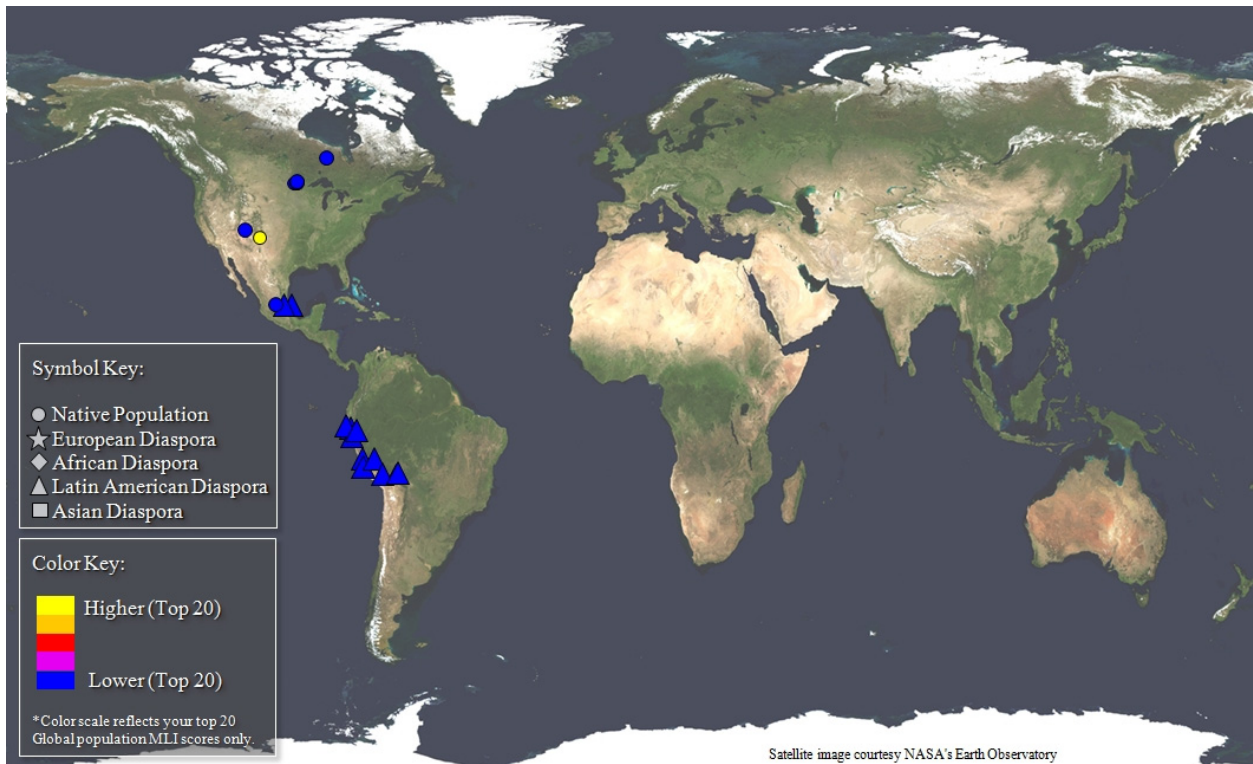 Symbol Key:
Native Population
European Diaspora
African Diaspora
Latin American Diaspora
Asian Diaspora
Color Key:
Higher (Top 20)
Lower (Top 20)
*Color scale reflects your top 20
Global population MLI scores only.
Satellite image courtesy NASA's Earth Observatory